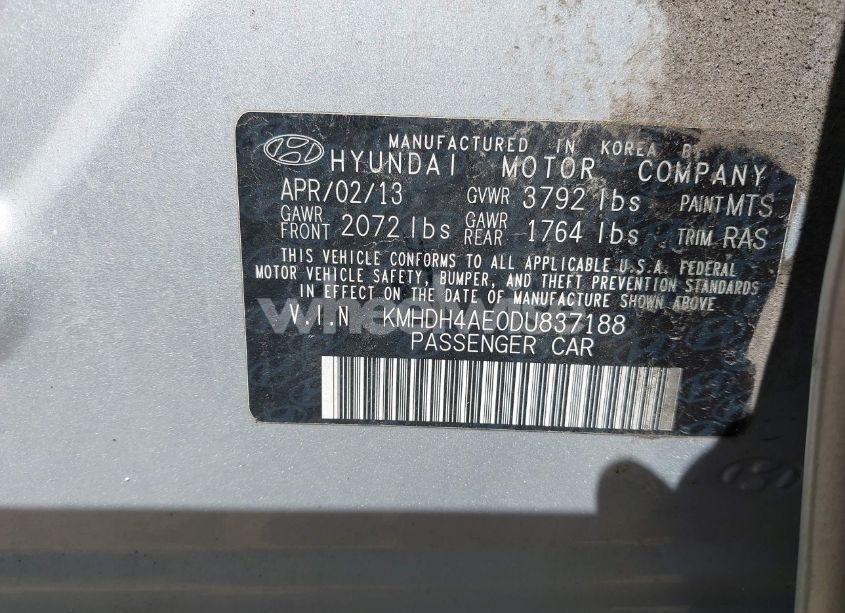 MANUFACTURED IN KOREA
HYUNDAI MOTOR COMPANY
APR/02/13 GVWR 3792 lbs PAINT MTS
GAWR FRONT 2072 lbs GAWR REAR 1764 lbs TRIM RAS
THIS VEHICLE CONFORMS TO ALL APPLICABLE U.S.A. FEDERAL
MOTOR VEHICLE SAFETY, BUMPER, AND THEFT PREVENTION STANDARDS
IN EFFECT ON THE DATE OF MANUFACTURE SHOWN ABOVE
V.I.N KMHDH4AE0DU837188
PASSENGER CAR